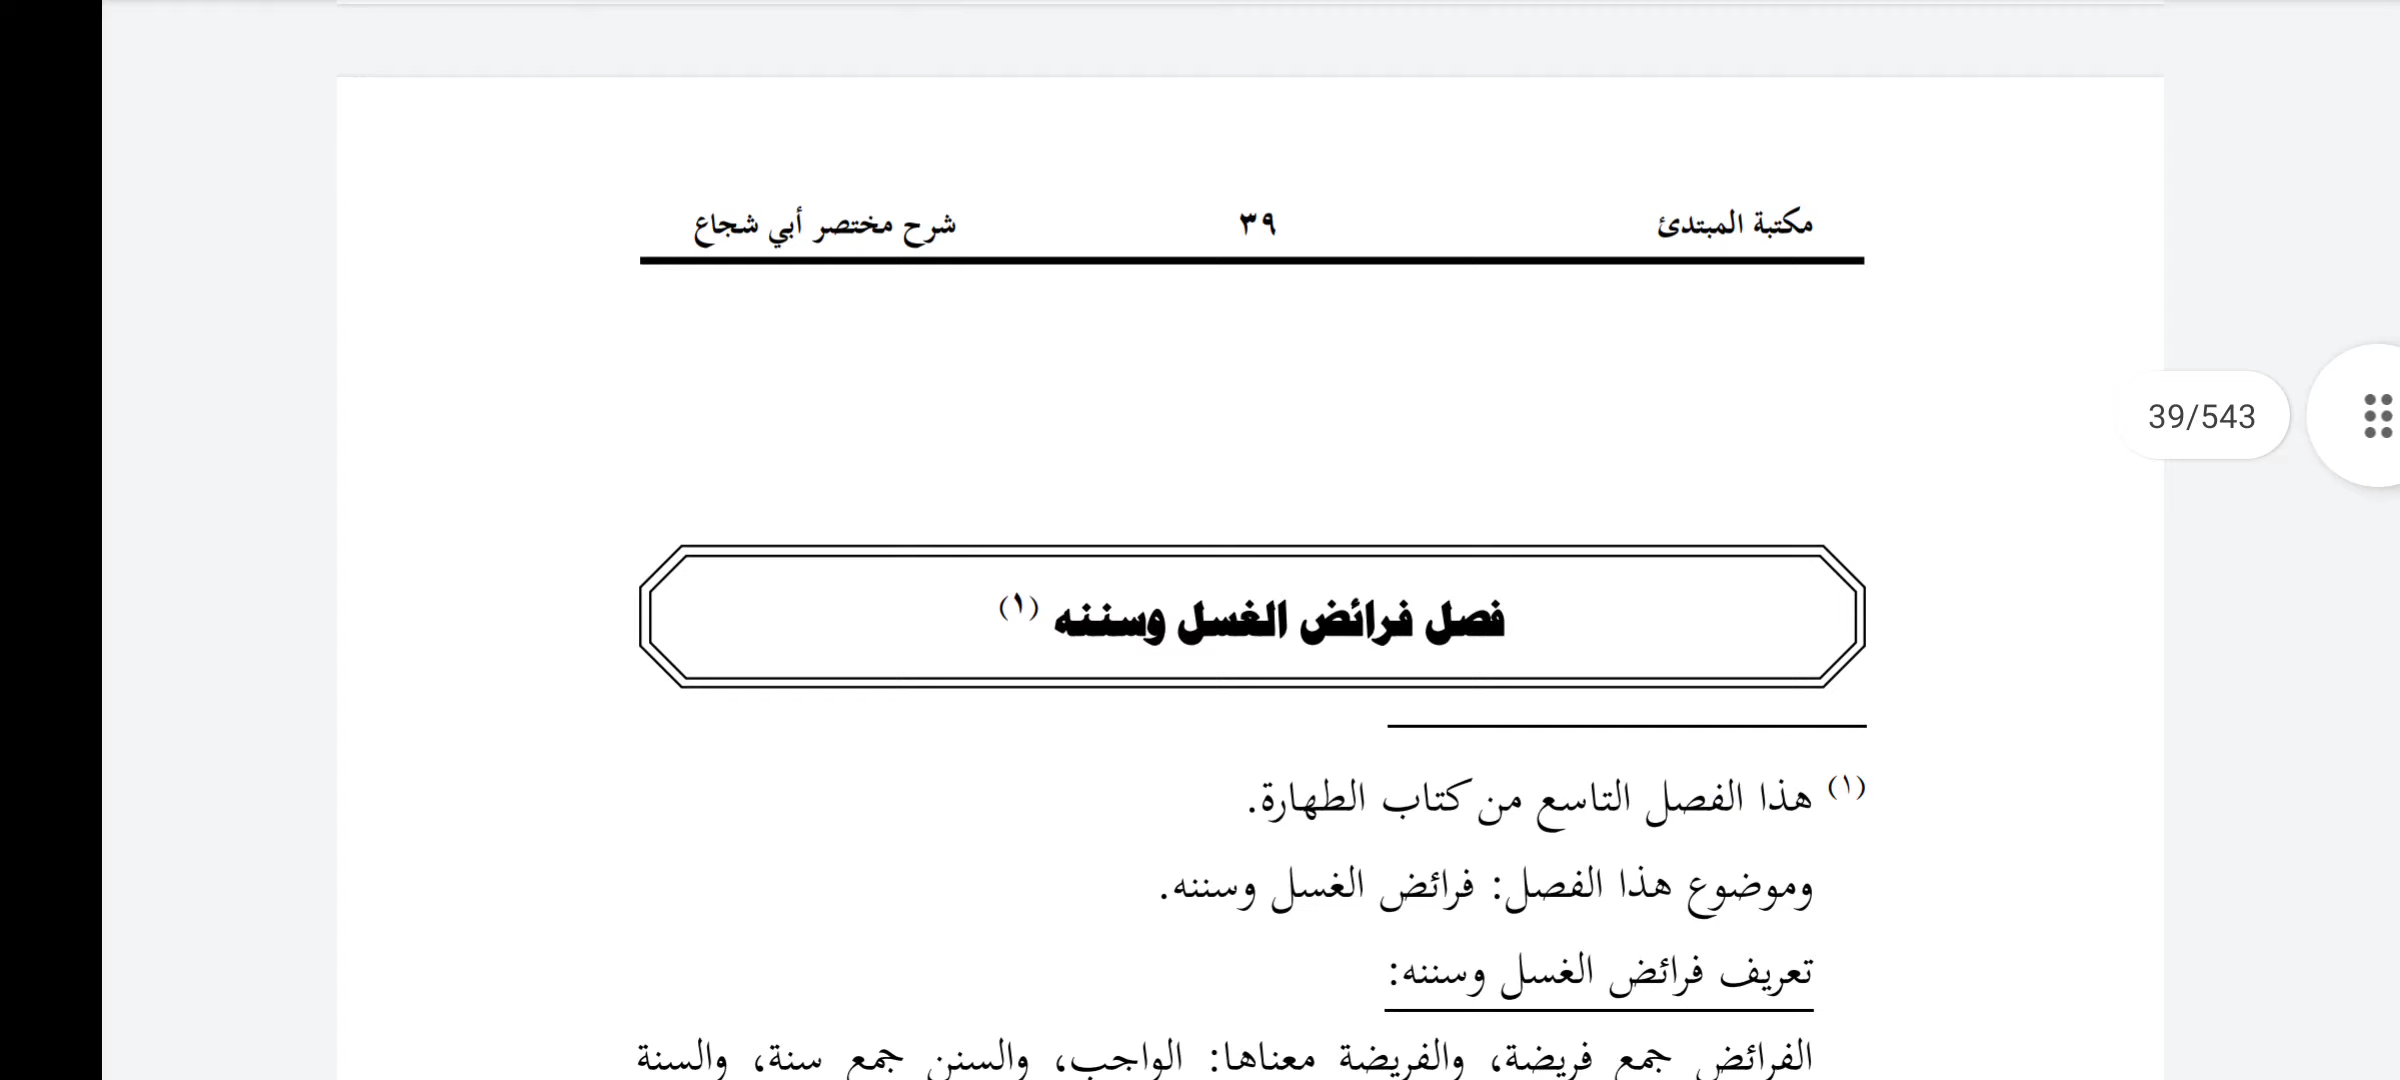 مكتبة المبتدئ ٣٩ شرح مختصر أبي شجاع
39/543
فصل فرائض الغسل وسننه (١)
(١) هذا الفصل التاسع من كتاب الطهارة.
وموضوع هذا الفصل: فرائض الغسل وسننه.
تعريف فرائض الغسل وسننه:
الفرائض جمع فريضة، والفريضة معناها: الواجب، والسنن جمع سنة، والسنة